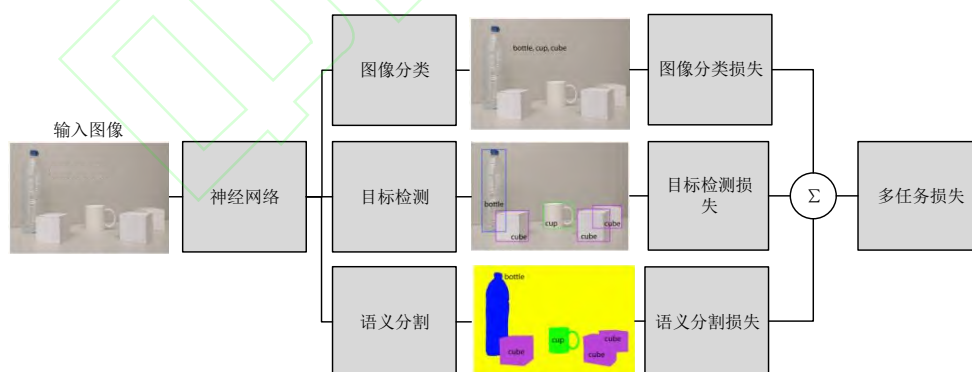 图像分类
bottle, cup, cube
图像分类损失
输入图像
神经网络
目标检测
bottle
cube
cup
cube
cube
目标检测损
失
Σ
多任务损失
语义分割
bottle
cube
cup
cube
cube
语义分割损失